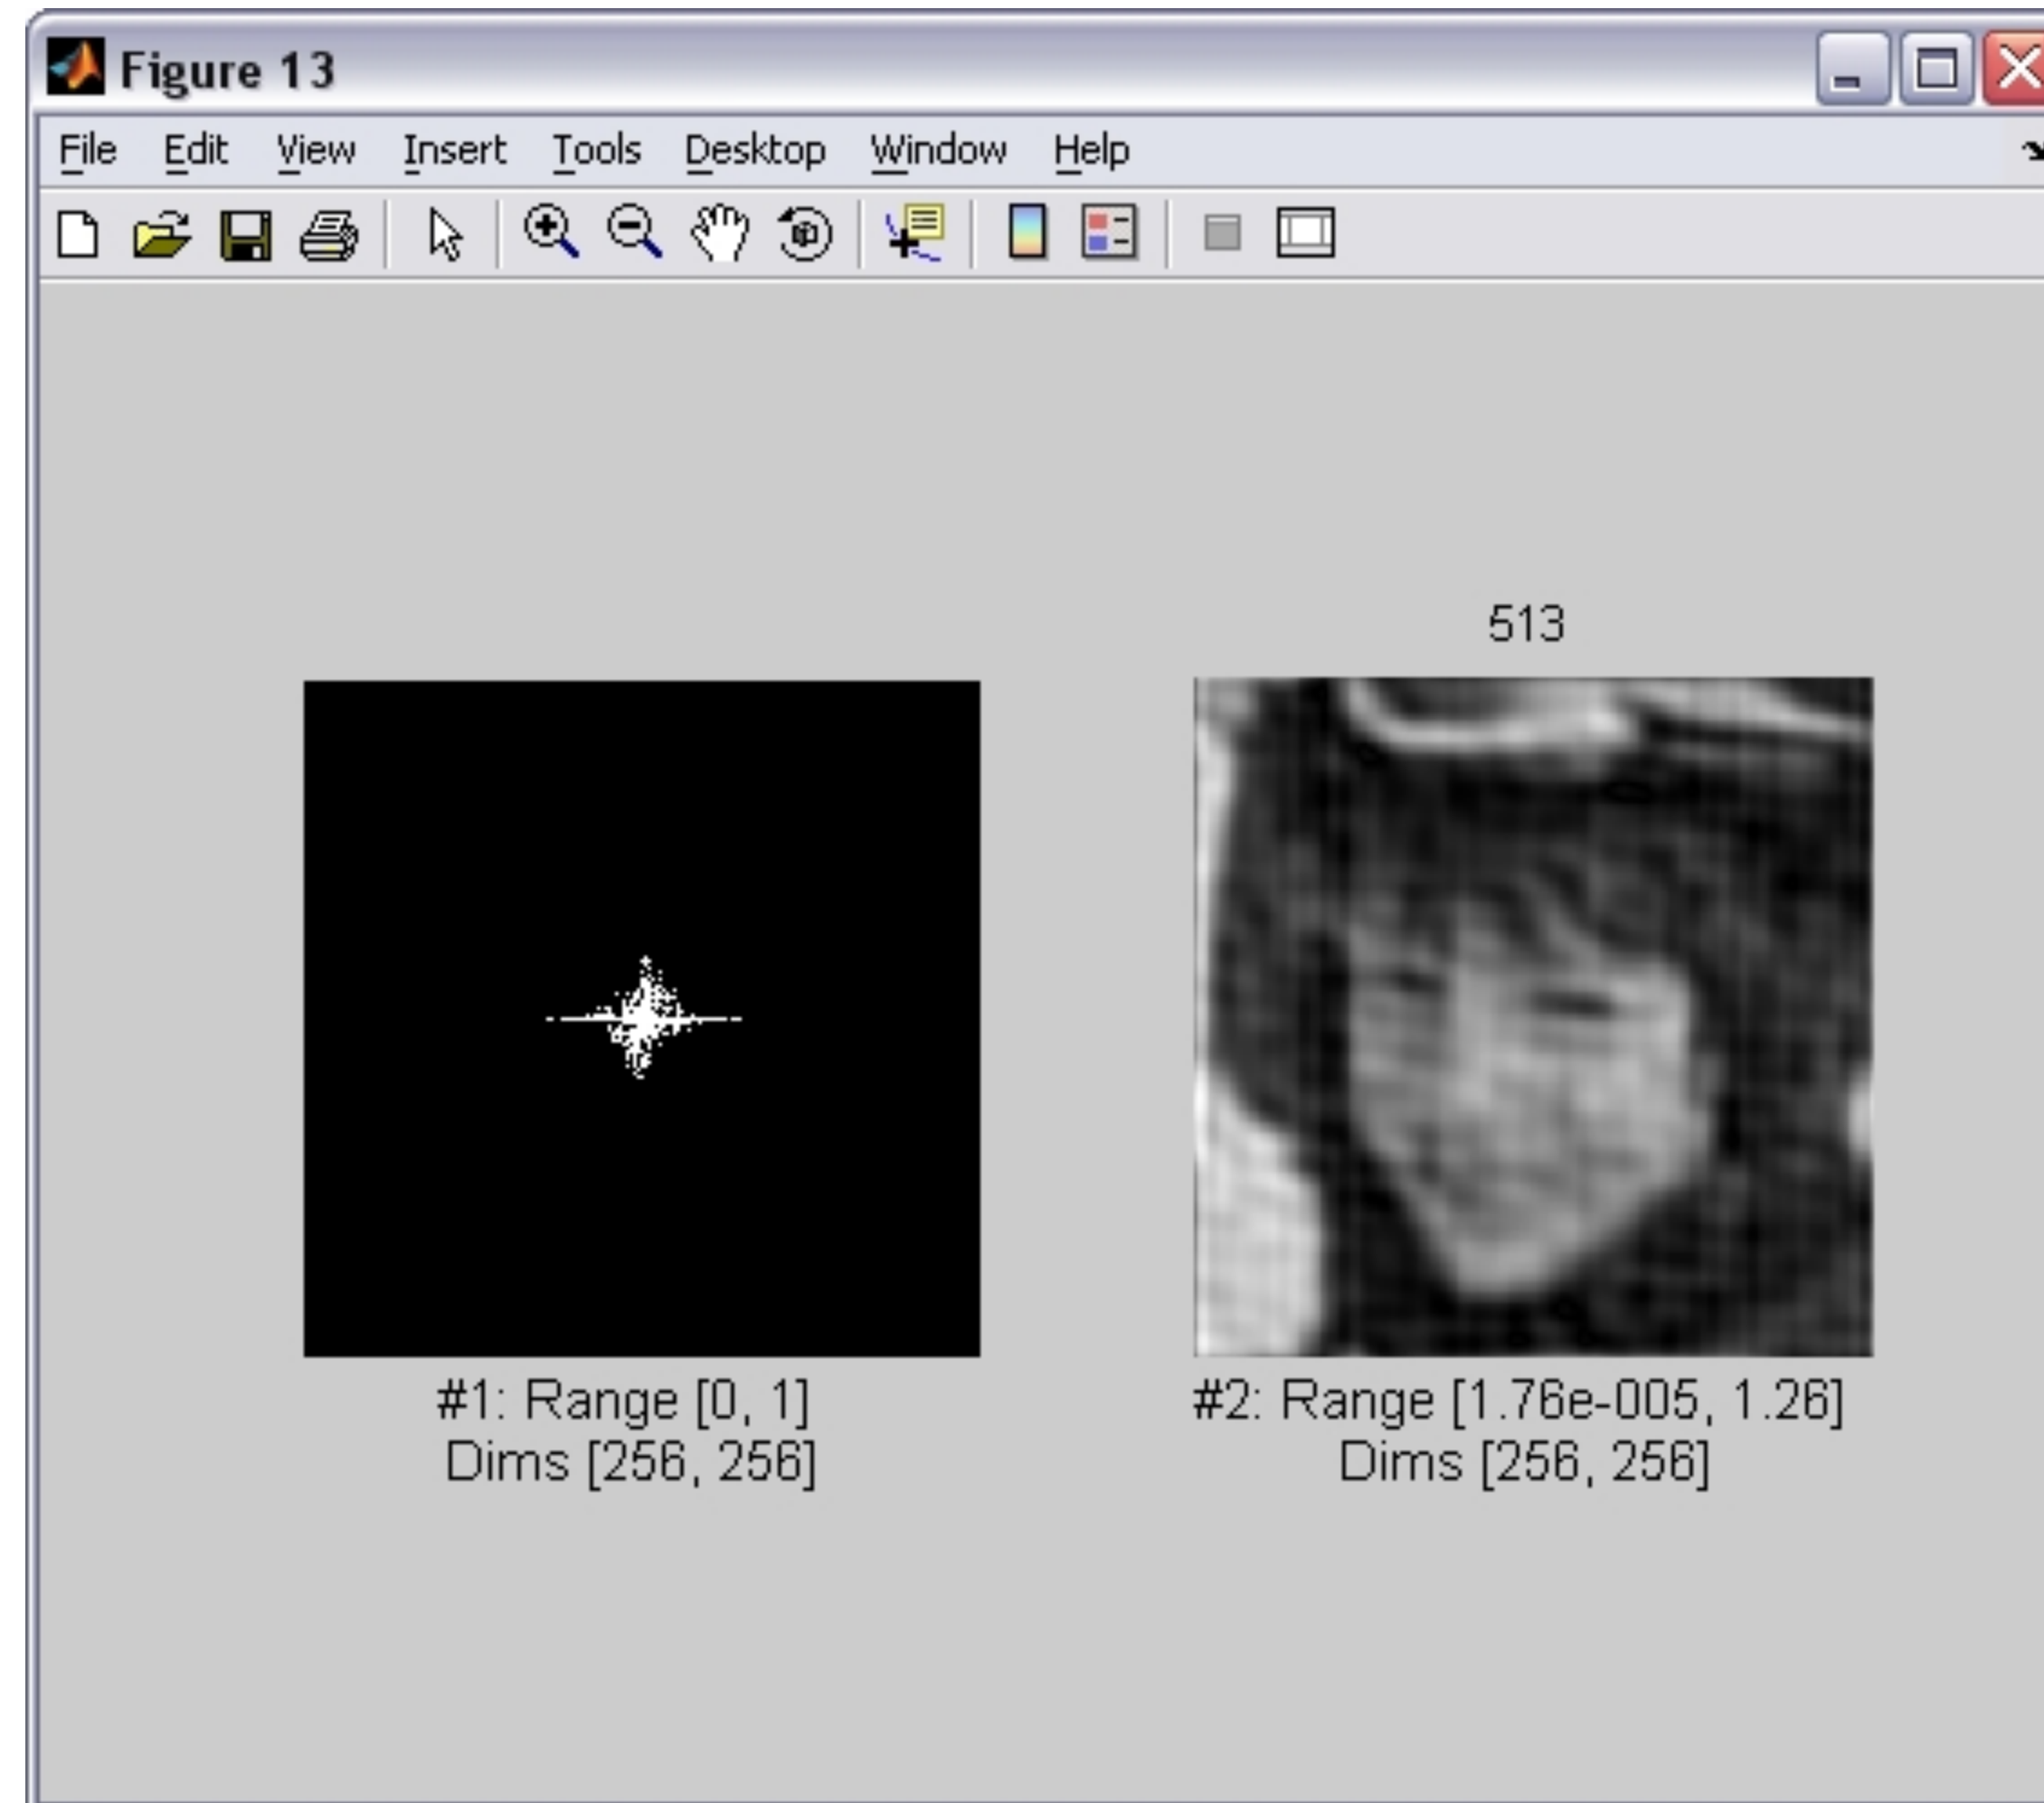 Figure 13
File Edit View Insert Tools Desktop Window Help
513
#1: Range [0, 1]
Dims [256, 256]
#2: Range [1.76e-005, 1.26]
Dims [256, 256]